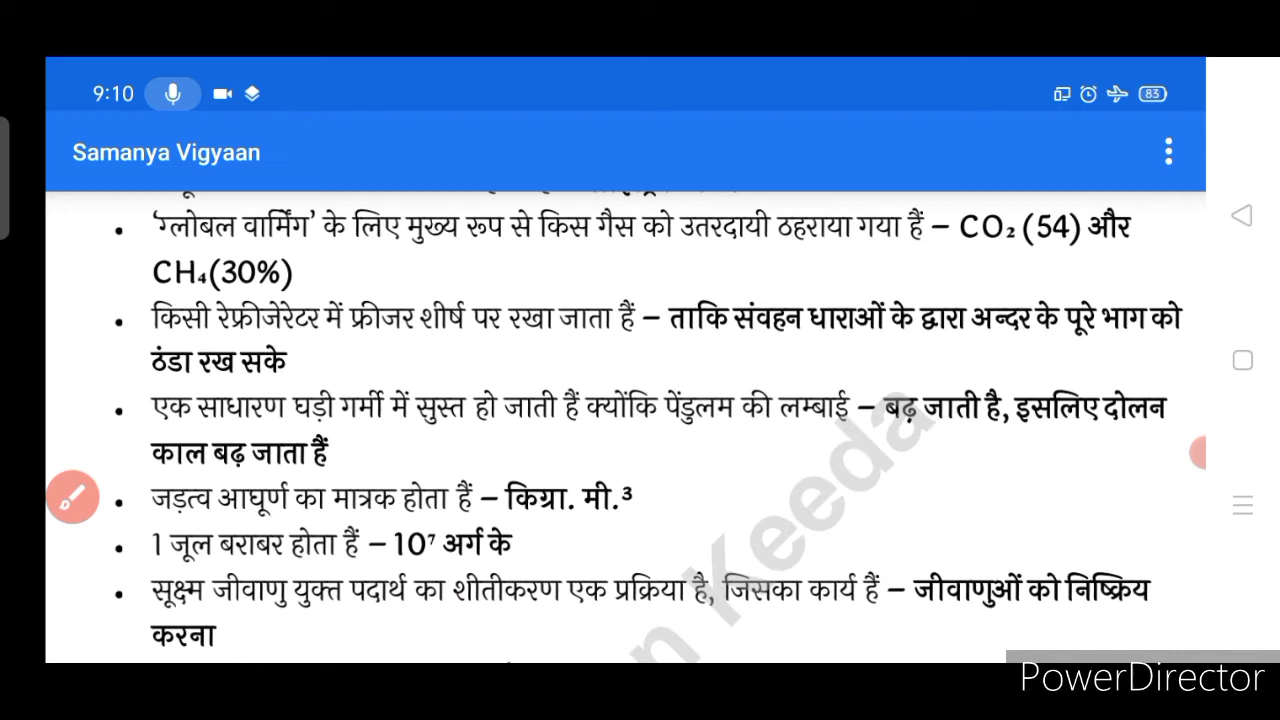 9:10
83
Samanya Vigyaan
'ग्लोबल वार्मिंग' के लिए मुख्य रूप से किस गैस को उतरदायी ठहराया गया हैं – CO₂ (54) और
CH₄(30%)
किसी रेफ्रीजेरेटर में फ्रीजर शीर्ष पर रखा जाता हैं – ताकि संवहन धाराओं के द्वारा अन्दर के पूरे भाग को
ठंडा रख सके
एक साधारण घड़ी गर्मी में सुस्त हो जाती हैं क्योंकि पेंडुलम की लम्बाई – बढ़ जाती है, इसलिए दोलन
काल बढ़ जाता हैं
जड़त्व आघूर्ण का मात्रक होता हैं – किग्रा. मी.³
1 जूल बराबर होता हैं – 10⁷ अर्ग के
सूक्ष्म जीवाणु युक्त पदार्थ का शीतीकरण एक प्रक्रिया है, जिसका कार्य हैं – जीवाणुओं को निष्क्रिय
करना
n Keeda
PowerDirector